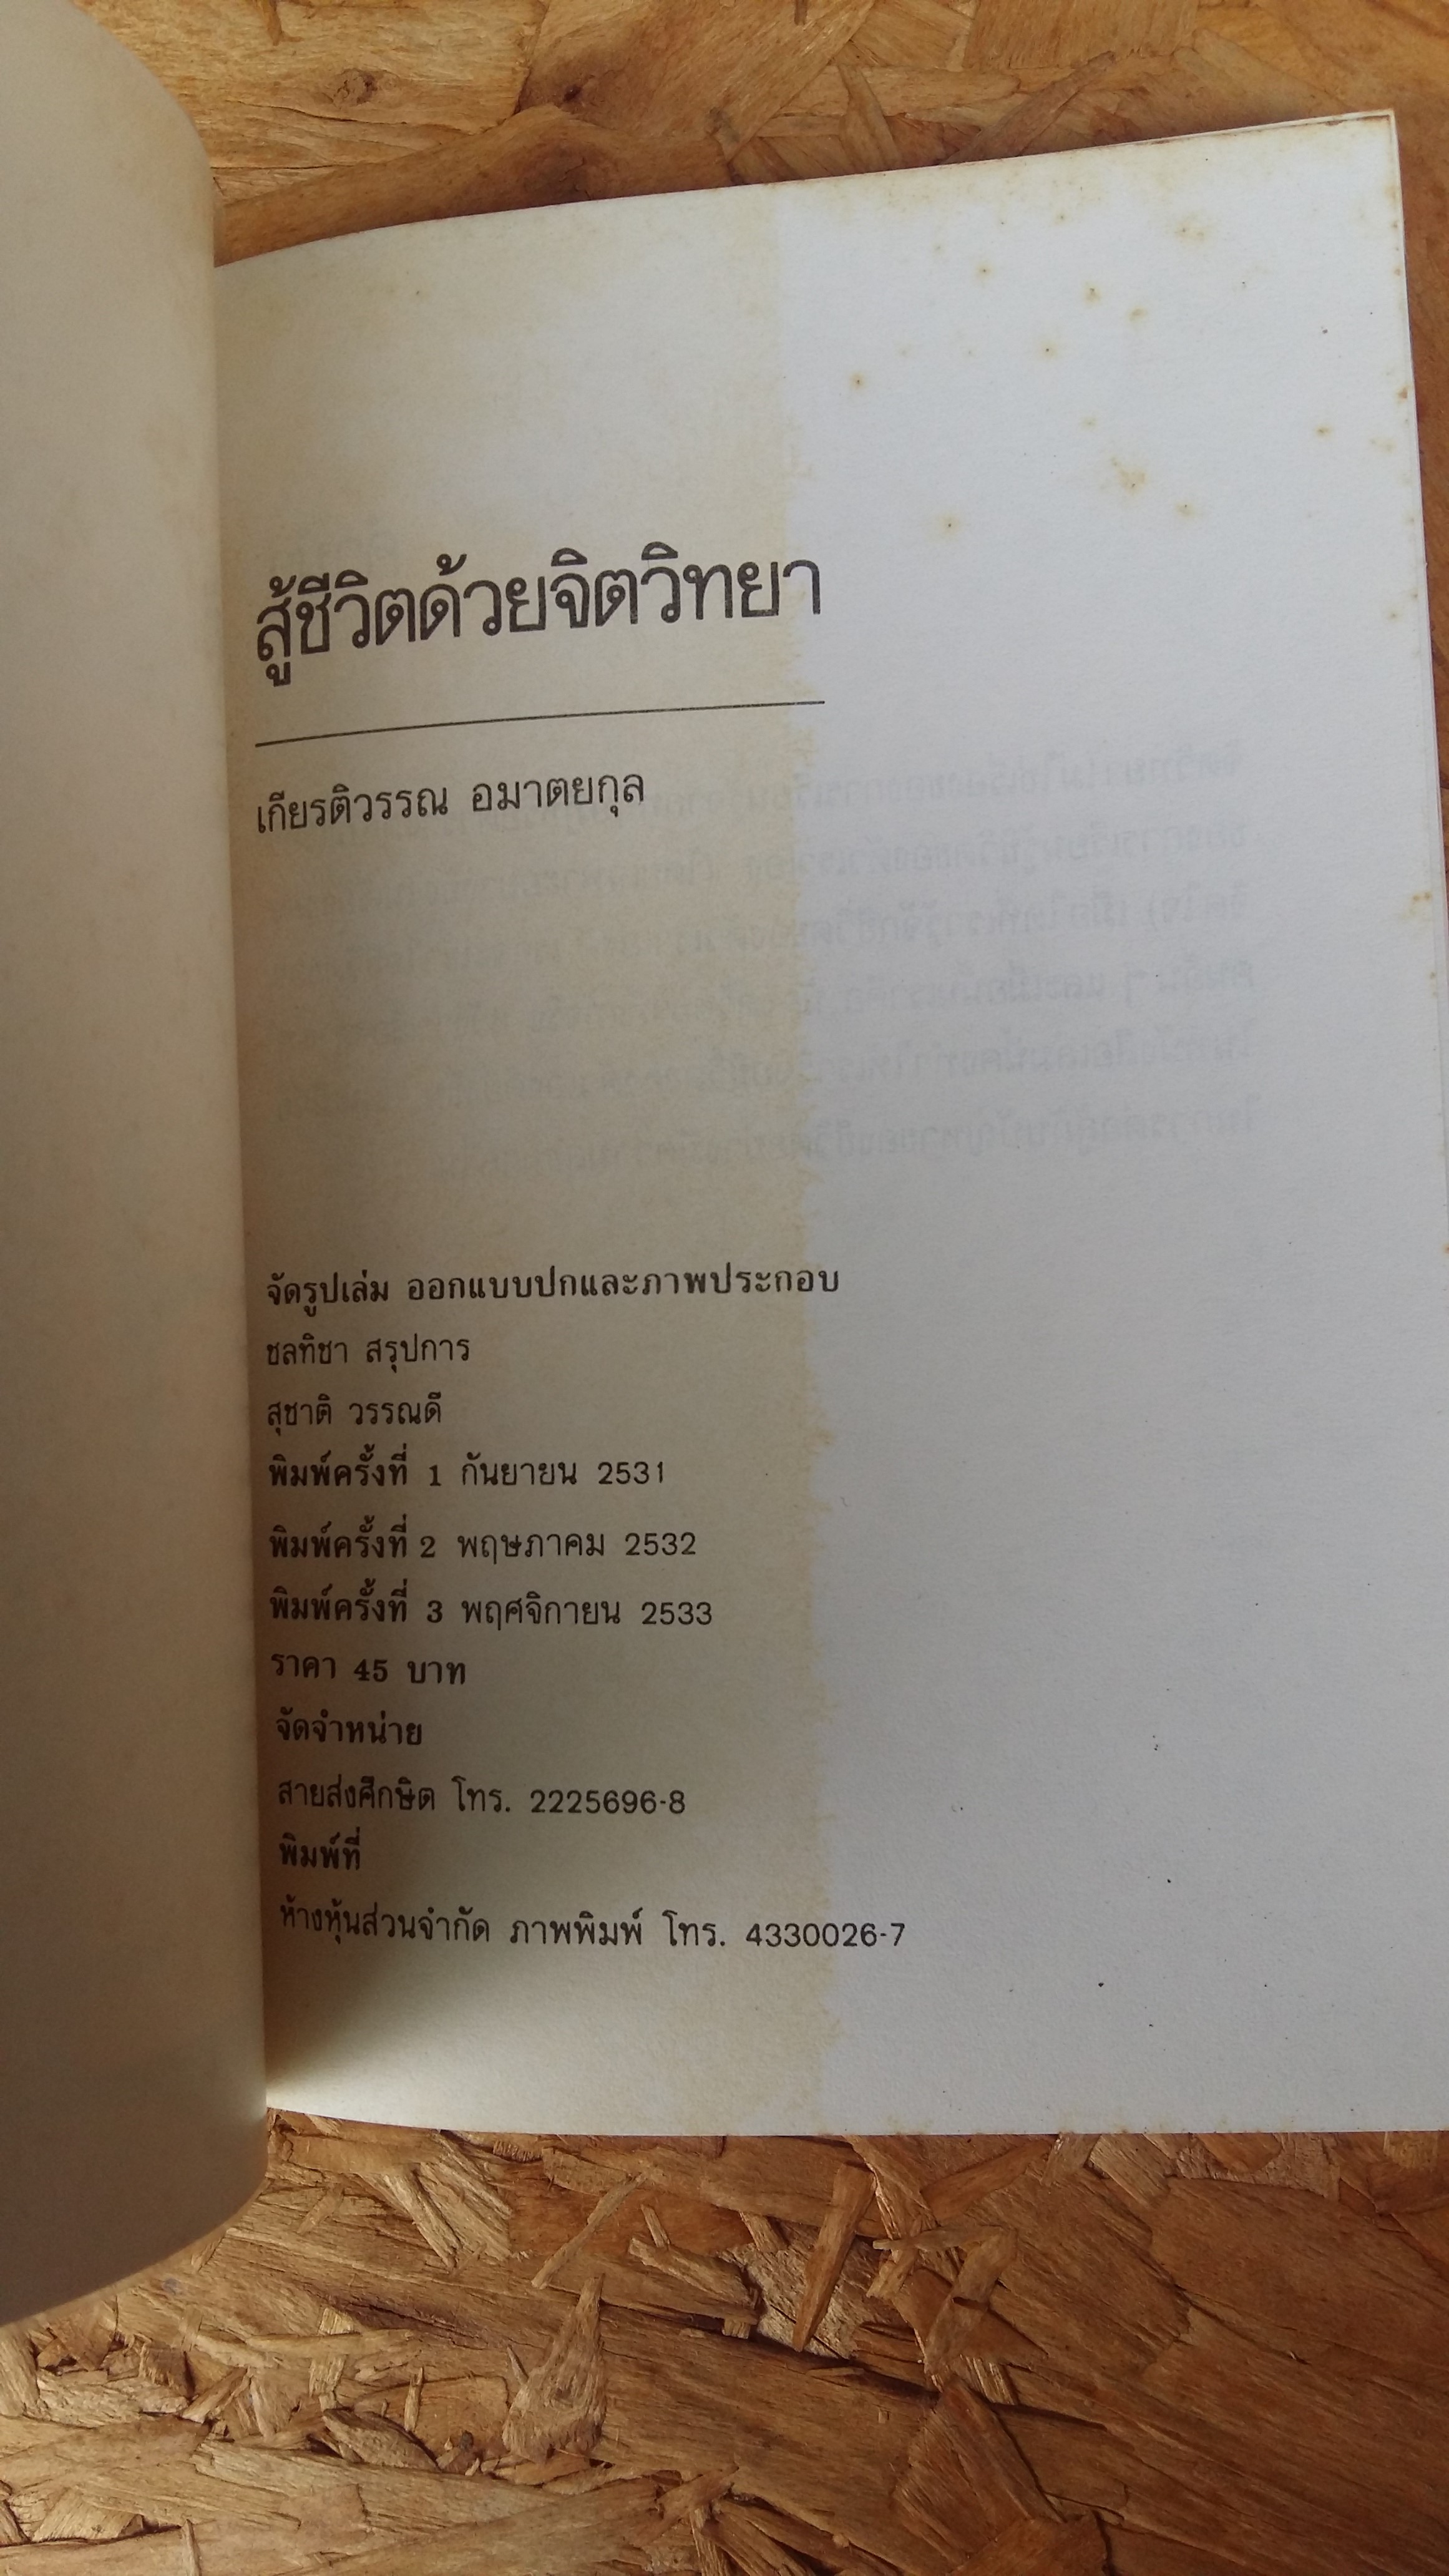 สู้ชีวิตด้วยจิตวิทยา
เกียรติวรรณ อมาตยกุล
จัดรูปเล่ม ออกแบบปกและภาพประกอบ
ชลทิชา สรุปการ
สุชาติ วรรณดี
พิมพ์ครั้งที่ 1 กันยายน 2531
พิมพ์ครั้งที่ 2 พฤษภาคม 2532
พิมพ์ครั้งที่ 3 พฤศจิกายน 2533
ราคา 45 บาท
จัดจำหน่าย
สายส่งศึกษิต โทร. 2225696-8
พิมพ์ที่
ห้างหุ้นส่วนจำกัด ภาพพิมพ์ โทร. 4330026-7